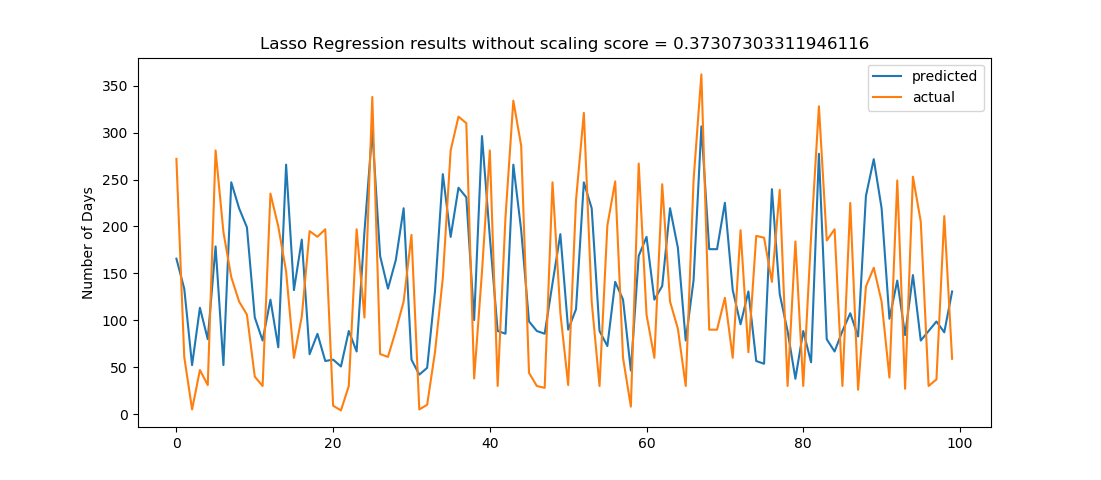 Lasso Regression results without scaling score = 0.37307303311946116
predicted
actual
Number of Days
350
300
250
200
150
100
50
0
0 20 40 60 80 100